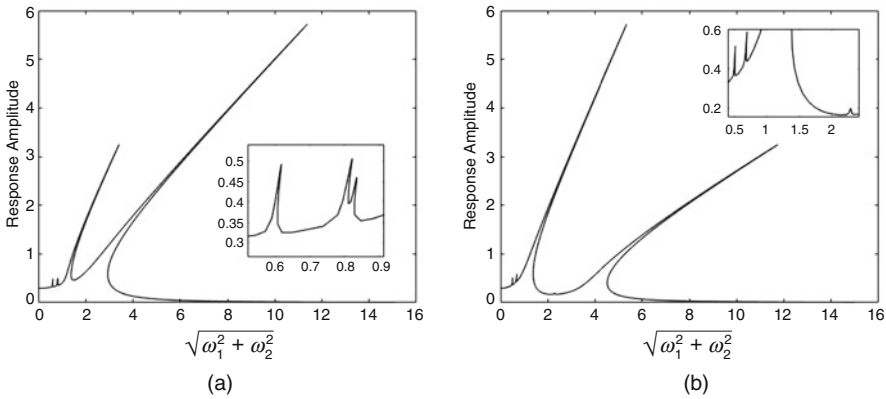 6
5
4
3
2
1
0
Response Amplitude
0 2 4 6 8 10 12 14 16
√ω₁² + ω₂²
0.5
0.45
0.4
0.35
0.3
0.6 0.7 0.8 0.9
(a)
6
5
4
3
2
1
0
Response Amplitude
0 2 4 6 8 10 12 14 16
√ω₁² + ω₂²
0.6
0.4
0.2
0.5 1 1.5 2
(b)